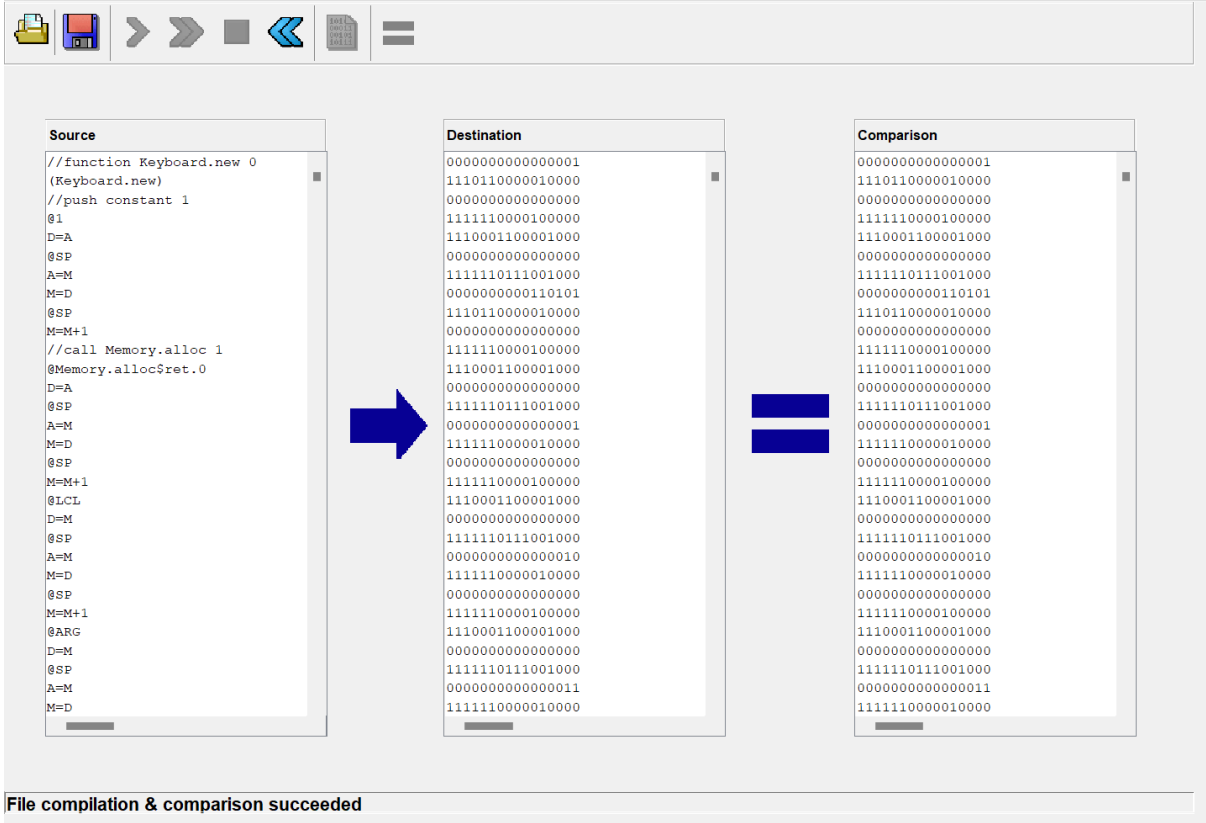 Source
//function Keyboard.new 0
(Keyboard.new)
//push constant 1
@1
D=A
@SP
A=M
M=D
@SP
M=M+1
//call Memory.alloc 1
@Memory.alloc$ret.0
D=A
@SP
A=M
M=D
@SP
M=M+1
@LCL
D=M
@SP
A=M
M=D
@SP
M=M+1
@ARG
D=M
@SP
A=M
M=D
Destination
0000000000000001
1110110000010000
0000000000000000
1111110000100000
1110001100001000
0000000000000000
1111110111001000
0000000000110101
1110110000010000
0000000000000000
1111110000100000
1110001100001000
0000000000000000
1111110111001000
0000000000000001
1111110000010000
0000000000000000
1111110000100000
1110001100001000
0000000000000000
1111110111001000
0000000000000010
1111110000010000
0000000000000000
1111110000100000
1110001100001000
0000000000000000
1111110111001000
0000000000000011
1111110000010000
Comparison
0000000000000001
1110110000010000
0000000000000000
1111110000100000
1110001100001000
0000000000000000
1111110111001000
0000000000110101
1110110000010000
0000000000000000
1111110000100000
1110001100001000
0000000000000000
1111110111001000
0000000000000001
1111110000010000
0000000000000000
1111110000100000
1110001100001000
0000000000000000
1111110111001000
0000000000000010
1111110000010000
0000000000000000
1111110000100000
1110001100001000
0000000000000000
1111110111001000
0000000000000011
1111110000010000
File compilation & comparison succeeded